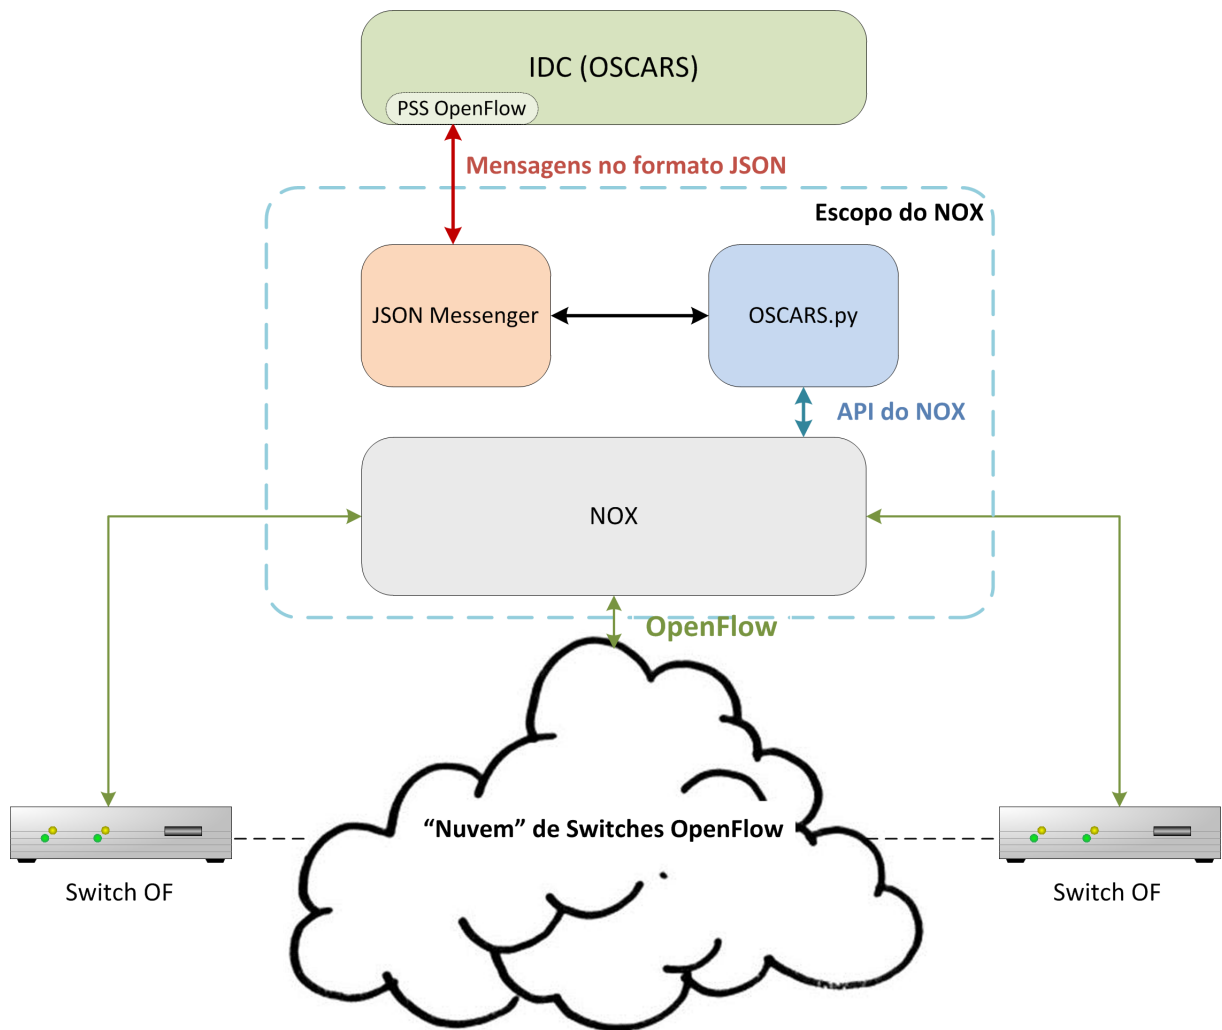 IDC (OSCARS)
PSS OpenFlow
Mensagens no formato JSON
Escopo do NOX
JSON Messenger
OSCARS.py
API do NOX
NOX
OpenFlow
“Nuvem” de Switches OpenFlow
Switch OF
Switch OF